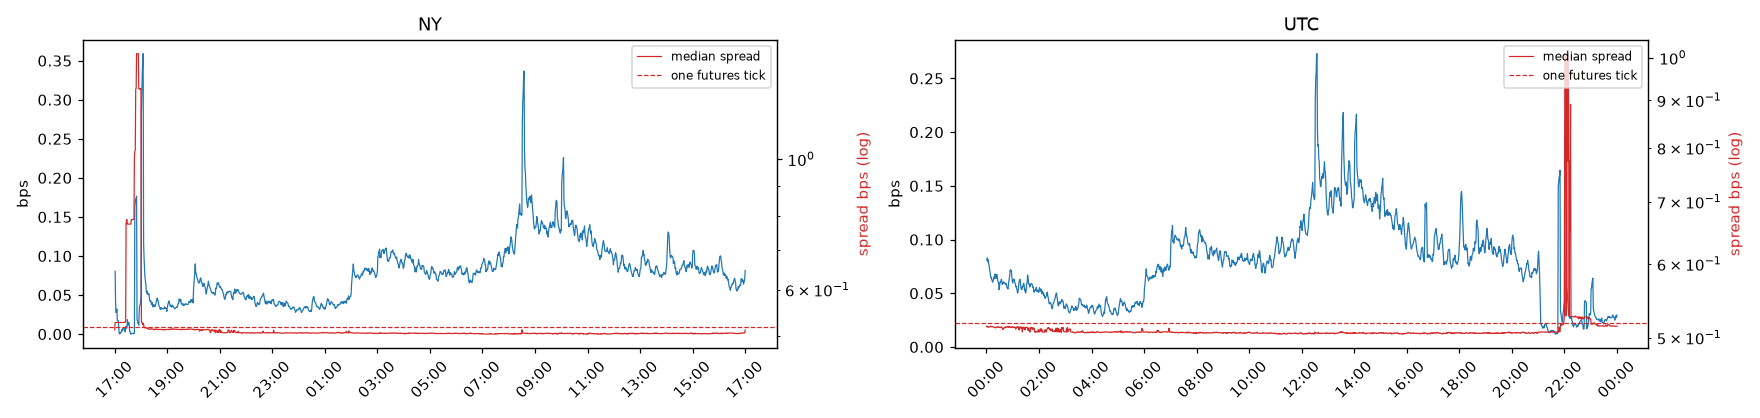 NY
bps
0.35
0.30
0.25
0.20
0.15
0.10
0.05
0.00
median spread
one futures tick
10⁰
6 × 10⁻¹
spread bps (log)
17:00
19:00
21:00
23:00
01:00
03:00
05:00
07:00
09:00
11:00
13:00
15:00
17:00
UTC
bps
0.25
0.20
0.15
0.10
0.05
0.00
median spread
one futures tick
10⁰
9 × 10⁻¹
8 × 10⁻¹
7 × 10⁻¹
6 × 10⁻¹
5 × 10⁻¹
spread bps (log)
00:00
02:00
04:00
06:00
08:00
10:00
12:00
14:00
16:00
18:00
20:00
22:00
00:00